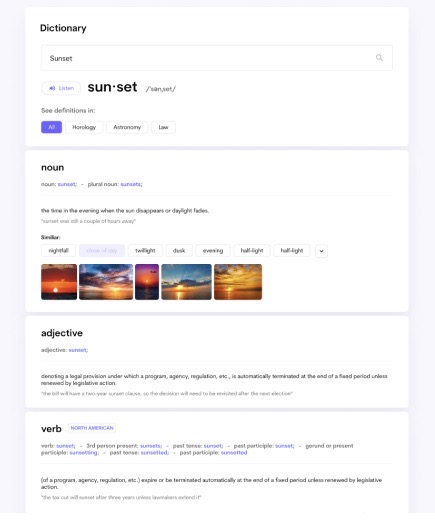 Dictionary
Sunset
Listen
sun·set /ˈsənˌset/
See definitions in:
All
Horology
Astronomy
Law
noun
noun: sunset; - plural noun: sunsets;
the time in the evening when the sun disappears or daylight fades.
"sunset was still a couple of hours away"
Similiar:
nightfall
close of day
twillight
dusk
evening
half-light
half-light
adjective
adjective: sunset;
denoting a legal provision under which a program, agency, regulation, etc., is automatically terminated at the end of a fixed period unless
renewed by legislative action.
"the bill will have a two-year sunset clause, so the decision will need to be revisited after the next election"
verb NORTH AMERICAN
verb: sunset; - 3rd person present: sunsets; - past tense: sunset; - past participle: sunset; - gerund or present
participle: sunsetting; - past tense: sunsetted; - past participle: sunsetted
(of a program, agency, regulation, etc.) expire or be terminated automatically at the end of a fixed period unless renewed by legislative
action.
"the tax cut will sunset after three years unless lawmakers extend it"